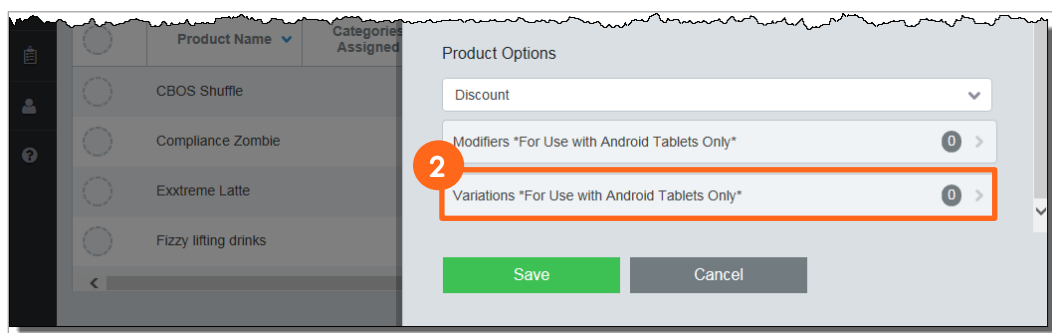 Product Name
Categories
Assigned
CBOS Shuffle
Compliance Zombie
Exxtreme Latte
Fizzy lifting drinks
Product Options
Discount
Modifiers *For Use with Android Tablets Only*
0
2
Variations *For Use with Android Tablets Only*
0
Save
Cancel